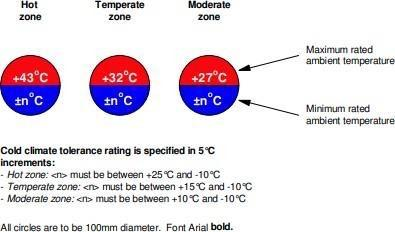 Hot zone
Temperate zone
Moderate zone
Maximum rated ambient temperature
+43°C
+32°C
+27°C
±n°C
±n°C
±n°C
Minimum rated ambient temperature
Cold climate tolerance rating is specified in 5°C
increments:
- Hot zone: <n> must be between +25°C and -10°C
- Temperate zone: <n> must be between +15°C and -10°C
- Moderate zone: <n> must be between +10°C and -10°C
All circles are to be 100mm diameter. Font Arial bold.